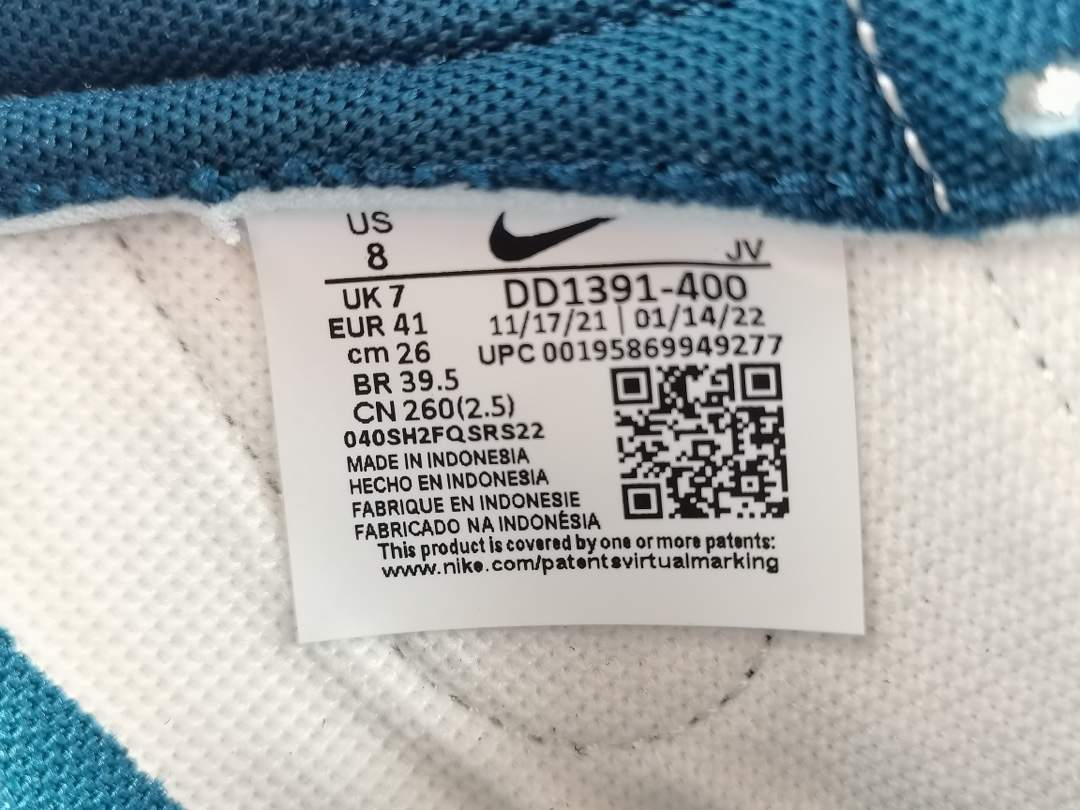 US
8
JV
UK 7
DD1391-400
EUR 41
11/17/21 | 01/14/22
cm 26
UPC 00195869949277
BR 39.5
CN 260(2.5)
040SH2FQSRS22
MADE IN INDONESIA
HECHO EN INDONESIA
FABRIQUE EN INDONESIE
FABRICADO NA INDONÉSIA
This product is covered by one or more patents:
www.nike.com/patentsvirtualmarking